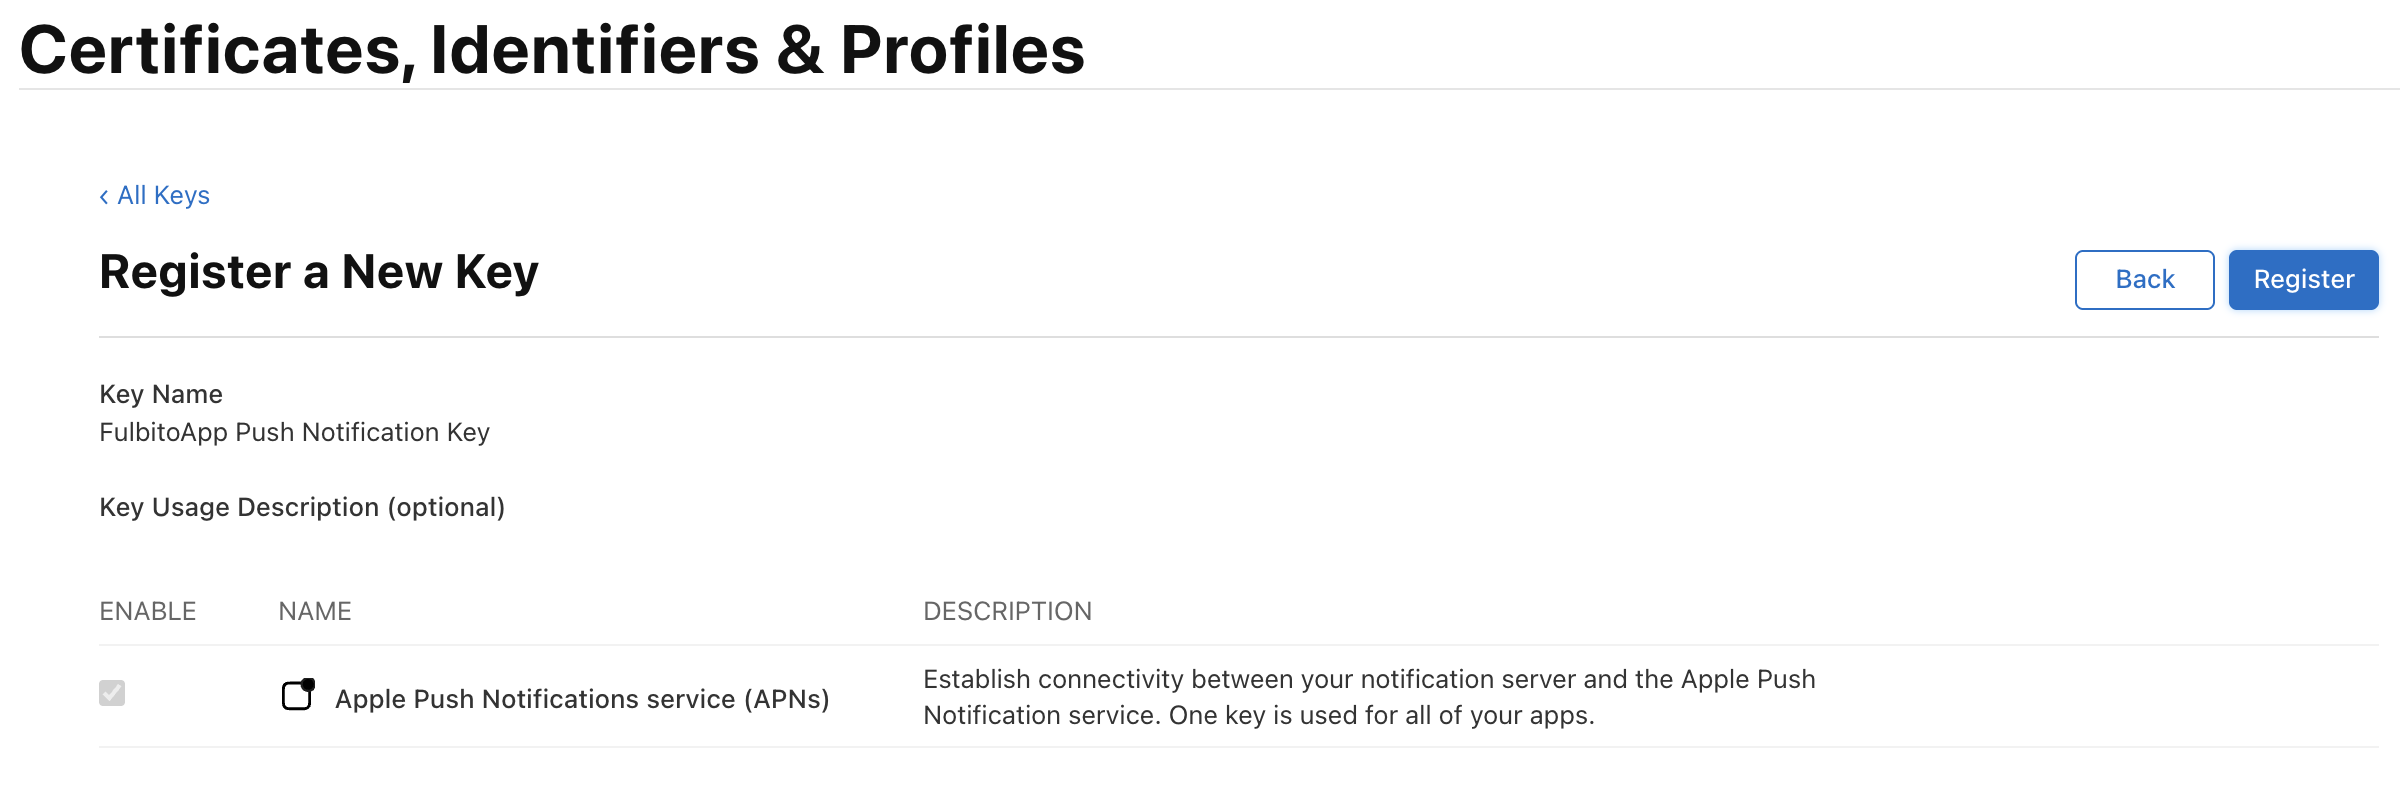 Certificates, Identifiers & Profiles
‹ All Keys
Register a New Key
Back
Register
Key Name
FulbitoApp Push Notification Key
Key Usage Description (optional)
ENABLE NAME DESCRIPTION
Apple Push Notifications service (APNs)
Establish connectivity between your notification server and the Apple Push
Notification service. One key is used for all of your apps.